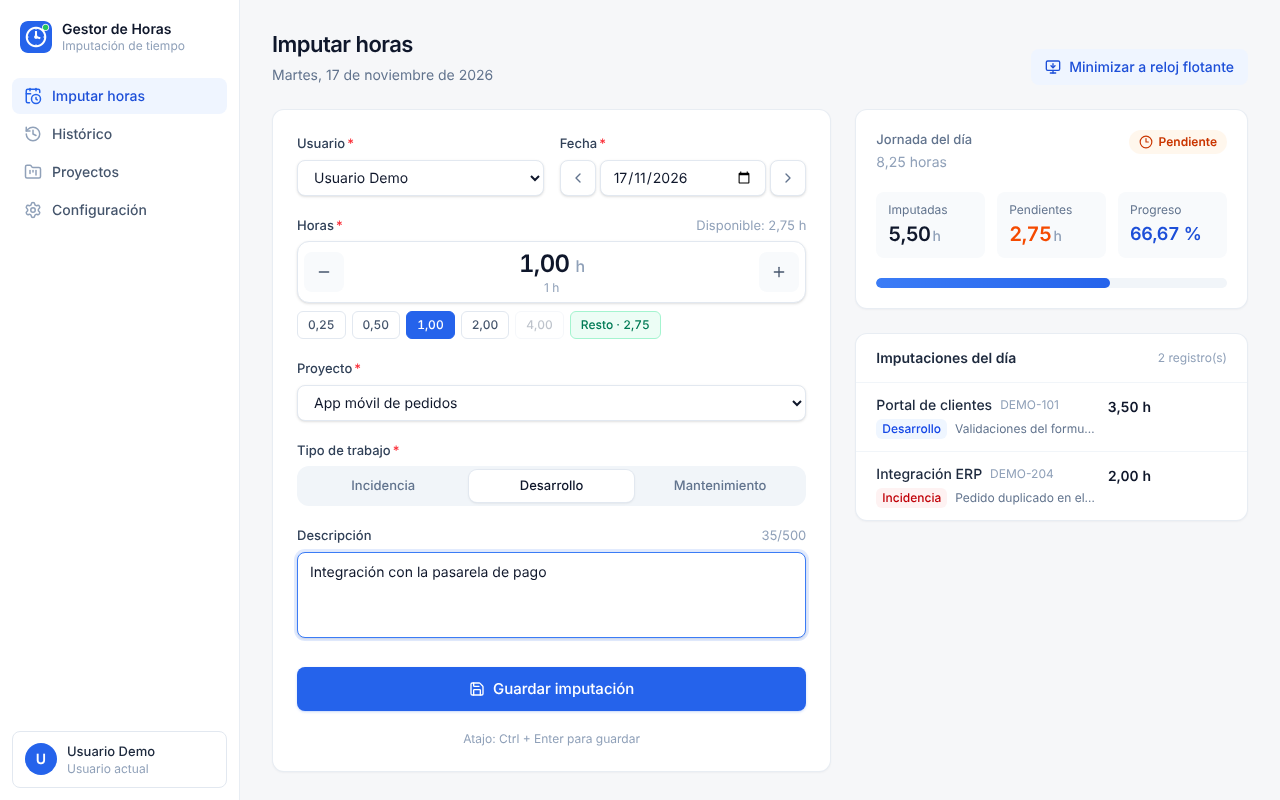 Gestor de Horas
Imputación de tiempo
Imputar horas
Histórico
Proyectos
Configuración
U
Usuario Demo
Usuario actual
Imputar horas
Martes, 17 de noviembre de 2026
Minimizar a reloj flotante
Usuario *
Fecha *
Usuario Demo
17/11/2026
Horas *
Disponible: 2,75 h
− 1,00 h +
1 h
0,25 0,50 1,00 2,00 4,00 Resto · 2,75
Proyecto *
App móvil de pedidos
Tipo de trabajo *
Incidencia Desarrollo Mantenimiento
Descripción
35/500
Integración con la pasarela de pago
Guardar imputación
Atajo: Ctrl + Enter para guardar
Jornada del día
8,25 horas
Pendiente
Imputadas
5,50 h
Pendientes
2,75 h
Progreso
66,67 %
Imputaciones del día
2 registro(s)
Portal de clientes DEMO-101
3,50 h
Desarrollo Validaciones del formu...
Integración ERP DEMO-204
2,00 h
Incidencia Pedido duplicado en el...